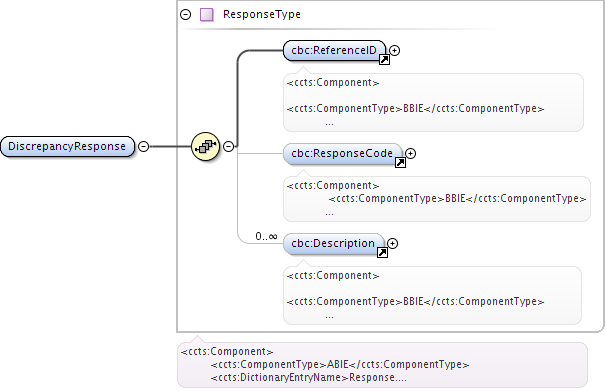 ResponseType
cbc:ReferenceID
<ccts:Component>
<ccts:ComponentType>BBIE</ccts:ComponentType>
...
DiscrepancyResponse
cbc:ResponseCode
<ccts:Component>
<ccts:ComponentType>BBIE</ccts:ComponentType>
...
0..∞
cbc:Description
<ccts:Component>
<ccts:ComponentType>BBIE</ccts:ComponentType>
...
<ccts:Component>
<ccts:ComponentType>ABIE</ccts:ComponentType>
<ccts:DictionaryEntryName>Response....